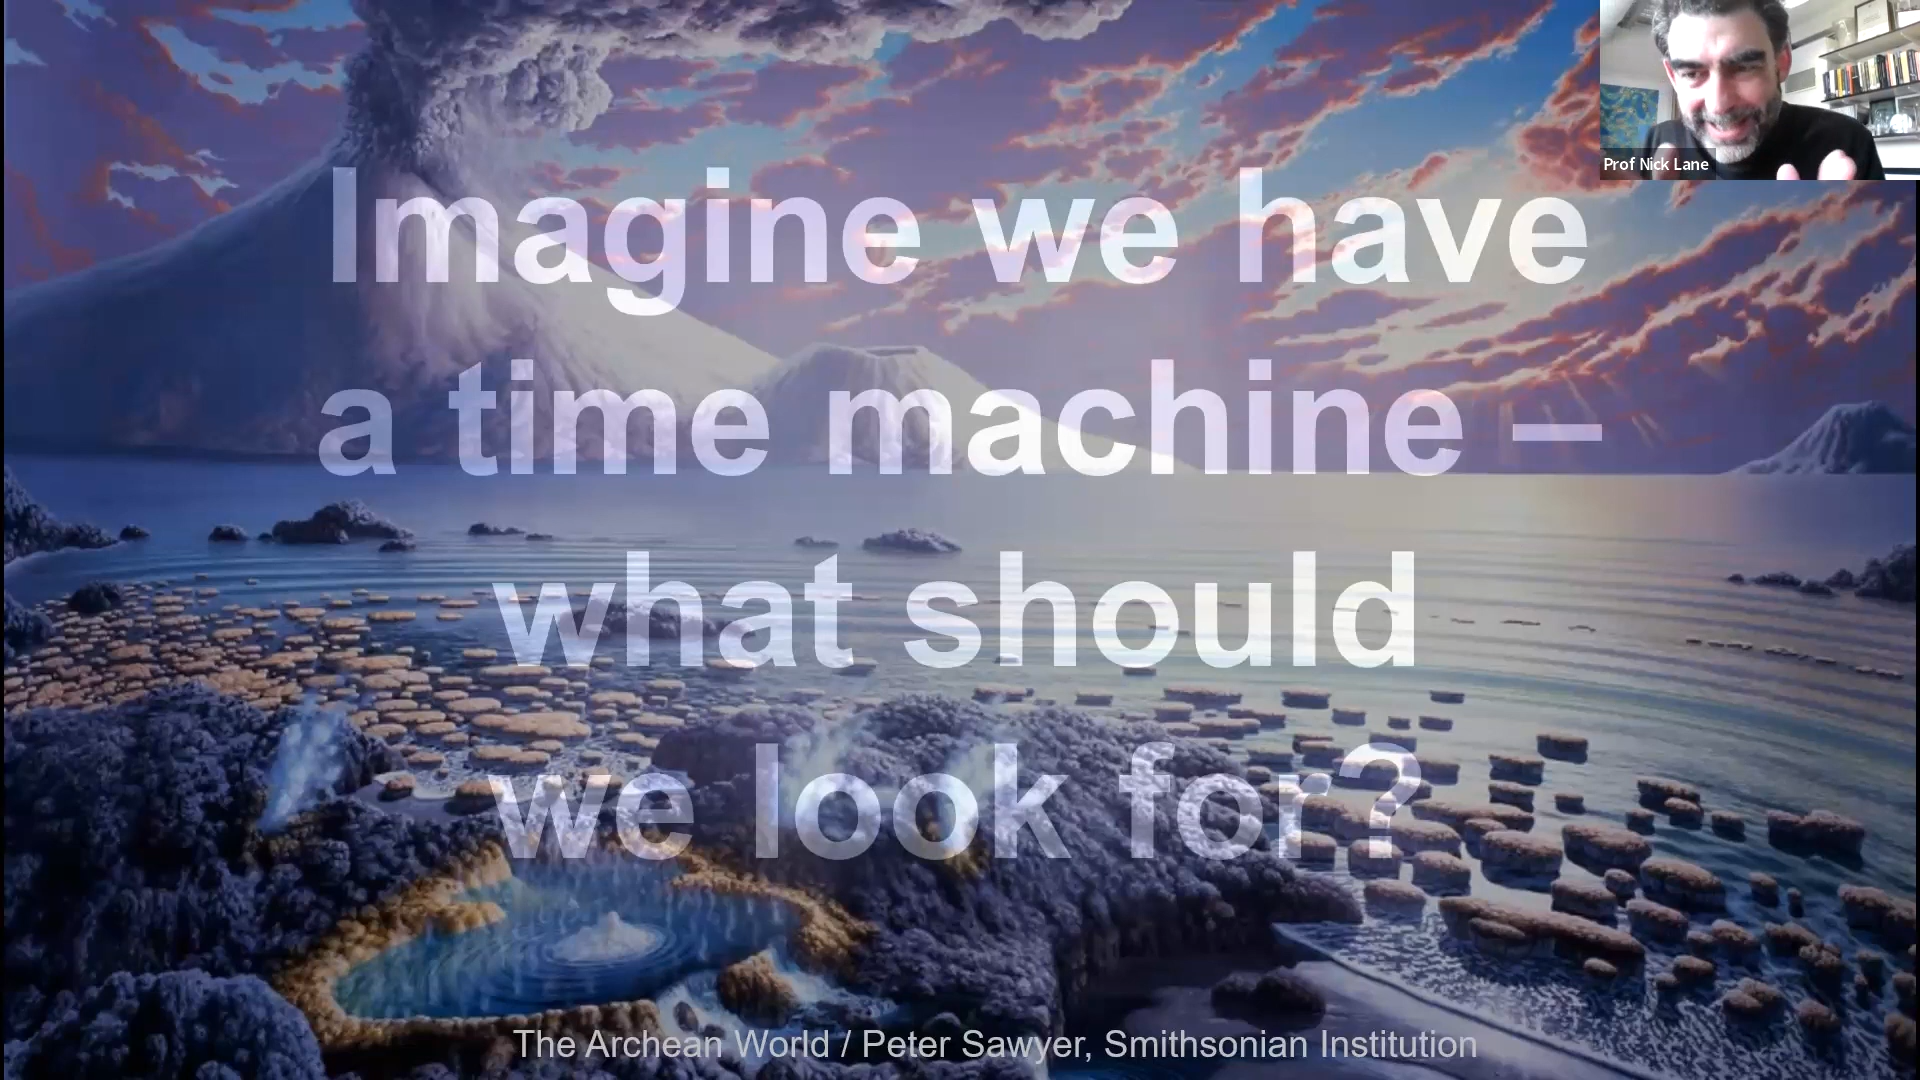 Prof Nick Lane
Imagine we have
a time machine –
what should
we look for?
The Archean World / Peter Sawyer, Smithsonian Institution